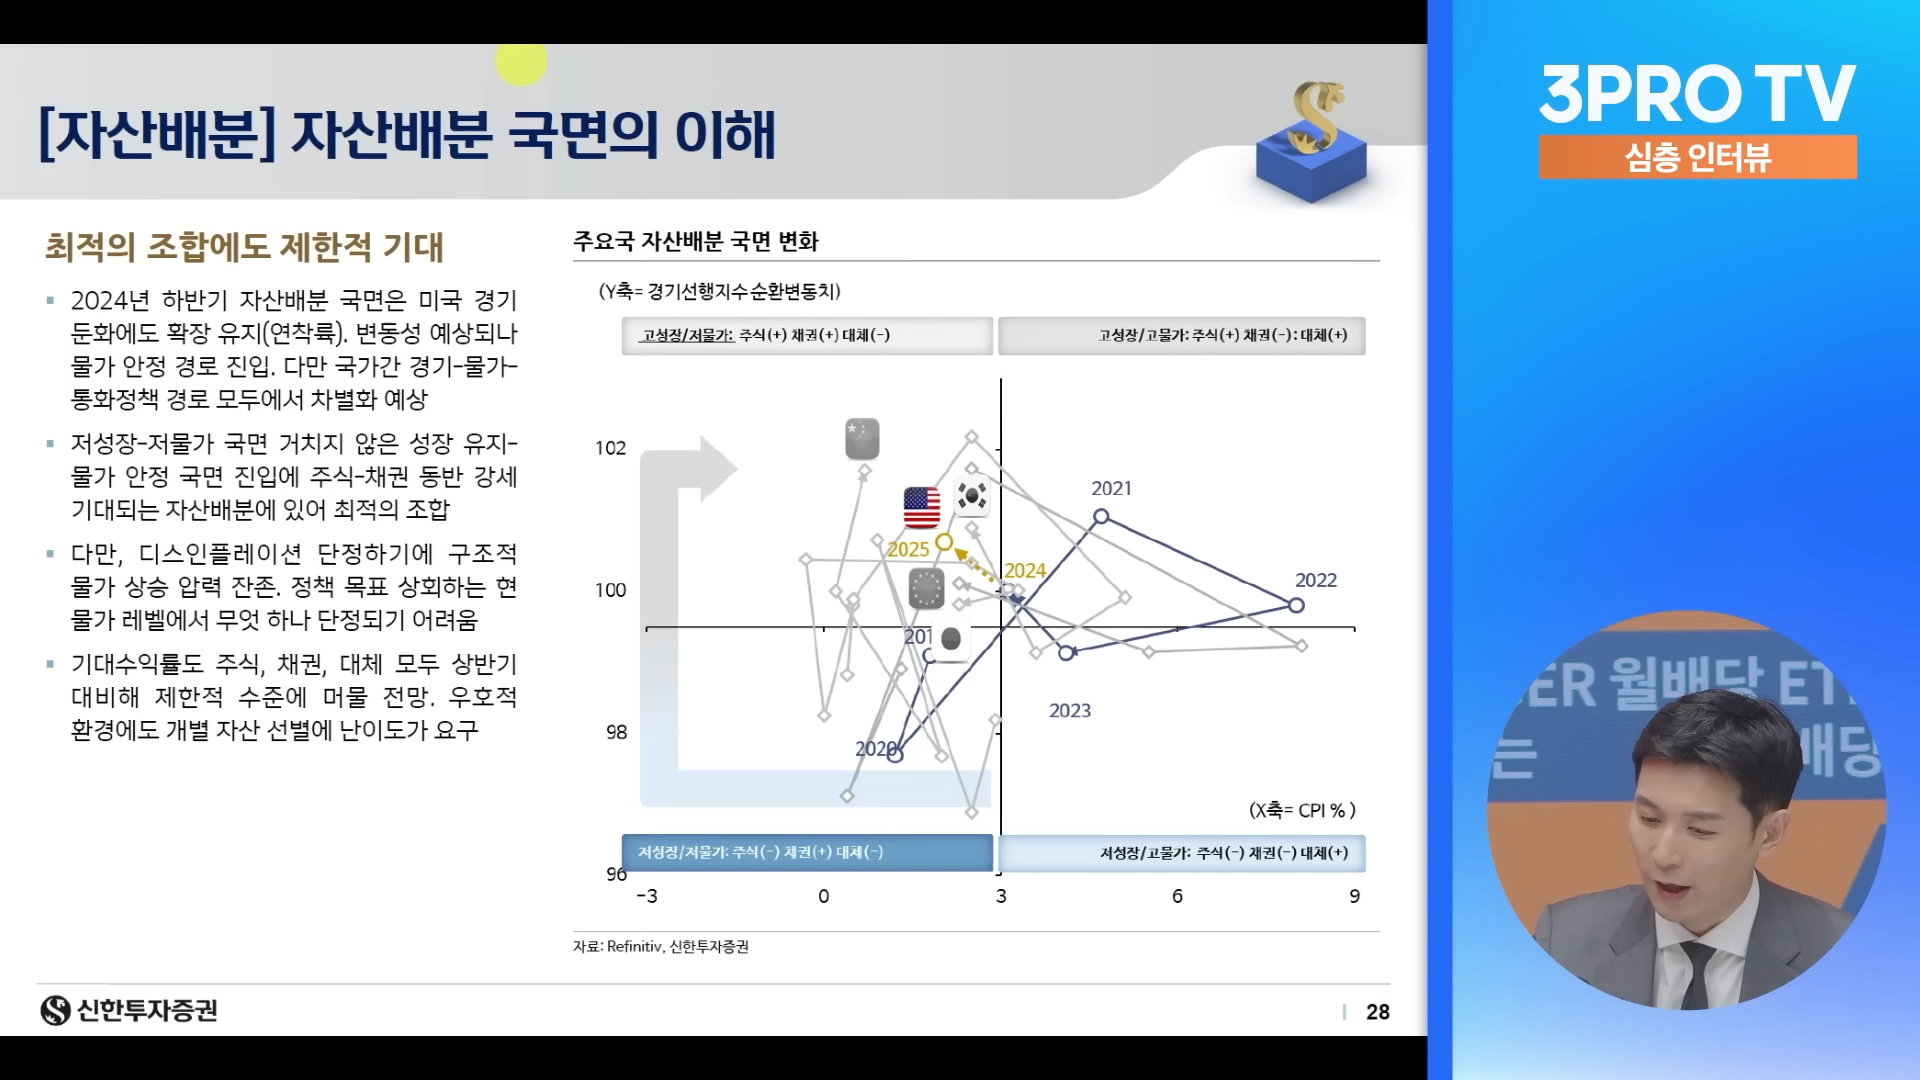 [자산배분] 자산배분 국면의 이해
최적의 조합에도 제한적 기대
2024년 하반기 자산배분 국면은 미국 경기
둔화에도 확장 유지(연착륙). 변동성 예상되나
물가 안정 경로 진입. 다만 국가간 경기-물가-
통화정책 경로 모두에서 차별화 예상
저성장-저물가 국면 거치지 않은 성장 유지-
물가 안정 국면 진입에 주식-채권 동반 강세
기대되는 자산배분에 있어 최적의 조합
다만, 디스인플레이션 단정하기에 구조적
물가 상승 압력 잔존. 정책 목표 상회하는 현
물가 레벨에서 무엇 하나 단정되기 어려움
기대수익률도 주식, 채권, 대체 모두 상반기
대비해 제한적 수준에 머물 전망. 우호적
환경에도 개별 자산 선별에 난이도가 요구
주요국 자산배분 국면 변화
(Y축= 경기선행지수 순환변동치)
고성장/저물가: 주식(+) 채권(+) 대체(-)
고성장/고물가: 주식(+) 채권(-): 대체(+)
102
2021
2025
2024
2022
100
201
2023
98
2020
(X축= CPI % )
저성장/저물가: 주식(-) 채권(+) 대체(-)
저성장/고물가: 주식(-) 채권(-) 대체(+)
96
-3
0
3
6
9
자료: Refinitiv, 신한투자증권
신한투자증권
28
3PRO TV
심층 인터뷰
ER 월배당 ET
는
배당